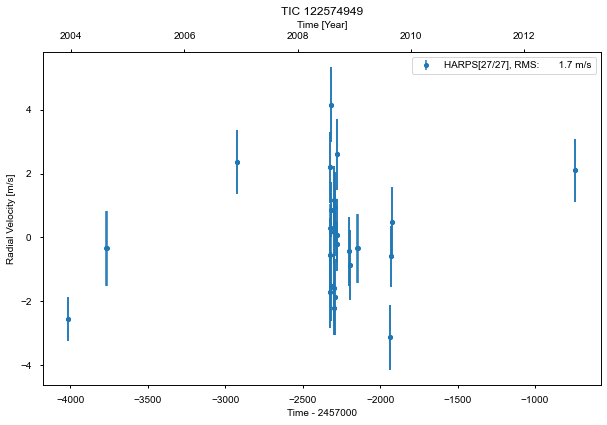 TIC 122574949
Time [Year]
2004 2006 2008 2010 2012
HARPS[27/27], RMS: 1.7 m/s
Radial Velocity [m/s]
4
2
0
−2
−4
−4000 −3500 −3000 −2500 −2000 −1500 −1000
Time - 2457000